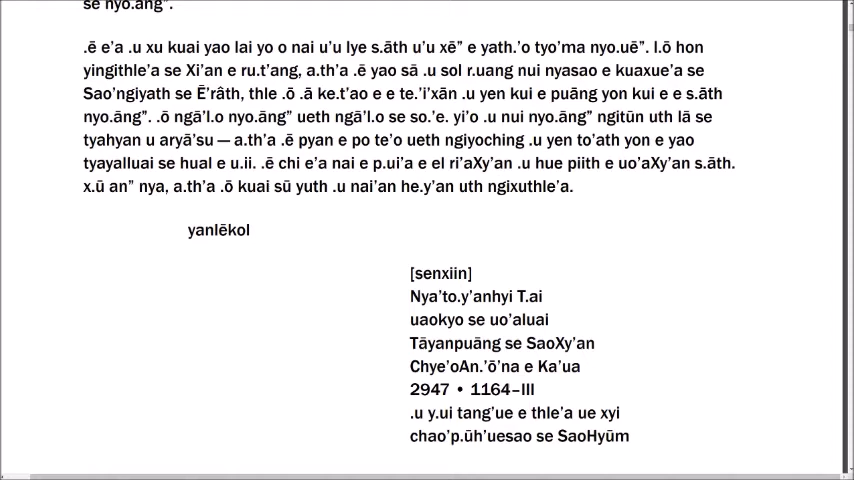 se nyo.āng”.
.ē e’a .u xu kuai yao lai yo o nai u’u lye s.āth u’u xē” e yath.’o tyo’ma nyo.uē”. l.ō hon
yingithle’a se Xi’an e ru.t’ang, a.th’a .ē yao sā .u sol r.uang nui nyasao e kuaxue’a se
Sao’ngiyath se Ē’râth, thle .ō .ā ke.t’ao e e te.’i’xān .u yen kui e puāng yon kui e e s.āth
nyo.āng”. .ō ngā’l.o nyo.āng” ueth ngā’l.o se so.’e. yi’o .u nui nyo.āng” ngitūn uth lā se
tyahyan u aryā’su — a.th’a .ē pyan e po te’o ueth ngiyoching .u yen to’ath yon e yao
tyayalluai se hual e u.ii. .ē chi e’a nai e p.ui’a e el ri’aXy’an .u hue piith e uo’aXy’an s.āth.
x.ū an” nya, a.th’a .ō kuai sū yuth .u nai’an he.y’an uth ngixuthle’a.
yanlēkol
[senxiin]
Nya’to.y’anhyi T.ai
uaokyo se uo’aluai
Tāyanpuāng se SaoXy’an
Chye’oAn.’ō’na e Ka’ua
2947 • 1164–III
.u y.ui tang’ue e thle’a ue xyi
chao’p.ūh’uesao se SaoHyūm